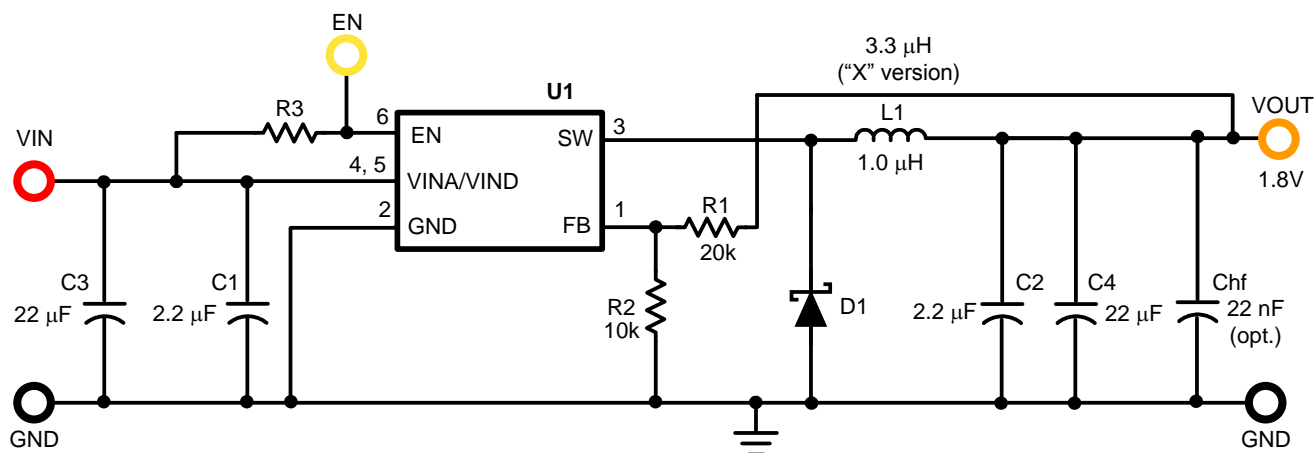 EN
3.3 µH
("X" version)
U1
VIN
R3
6
EN
SW
3
L1
1.0 µH
VOUT
1.8V
4, 5
VINA/VIND
2
GND
FB
1
R1
20k
C3
22 µF
C1
2.2 µF
R2
10k
D1
C2
2.2 µF
C4
22 µF
Chf
22 nF
(opt.)
GND
GND